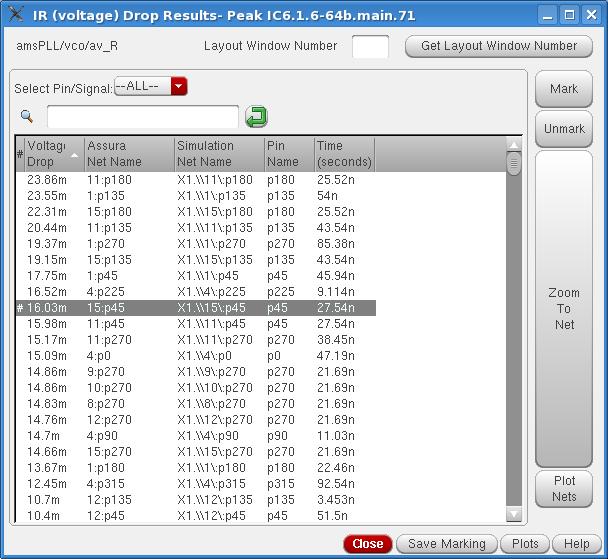 IR (voltage) Drop Results- Peak IC6.1.6-64b.main.71
amsPLL/vco/av_R Layout Window Number Get Layout Window Number
Select Pin/Signal: --ALL--
Mark
Unmark
# Voltage Drop Assura Net Name Simulation Net Name Pin Name Time (seconds)
23.86m 11:p180 X1.\\11\:p180 p180 25.52n
23.55m 1:p135 X1.\\1\:p135 p135 54n
22.31m 15:p180 X1.\\15\:p180 p180 25.52n
20.44m 11:p135 X1.\\11\:p135 p135 43.54n
19.37m 1:p270 X1.\\1\:p270 p270 85.38n
19.15m 15:p135 X1.\\15\:p135 p135 43.54n
17.75m 1:p45 X1.\\1\:p45 p45 45.94n
16.52m 4:p225 X1.\\4\:p225 p225 9.114n
# 16.03m 15:p45 X1.\\15\:p45 p45 27.54n
15.98m 11:p45 X1.\\11\:p45 p45 27.54n
15.17m 11:p270 X1.\\11\:p270 p270 38.45n
15.09m 4:p0 X1.\\4\:p0 p0 47.19n
14.86m 9:p270 X1.\\9\:p270 p270 21.69n
14.86m 10:p270 X1.\\10\:p270 p270 21.69n
14.83m 8:p270 X1.\\8\:p270 p270 21.69n
14.76m 12:p270 X1.\\12\:p270 p270 21.69n
14.7m 4:p90 X1.\\4\:p90 p90 11.03n
14.66m 15:p270 X1.\\15\:p270 p270 21.69n
13.67m 1:p180 X1.\\1\:p180 p180 22.46n
12.45m 4:p315 X1.\\4\:p315 p315 92.54n
10.7m 12:p135 X1.\\12\:p135 p135 3.453n
10.4m 12:p45 X1.\\12\:p45 p45 51.5n
Zoom
To
Net
Plot
Nets
Close Save Marking Plots Help